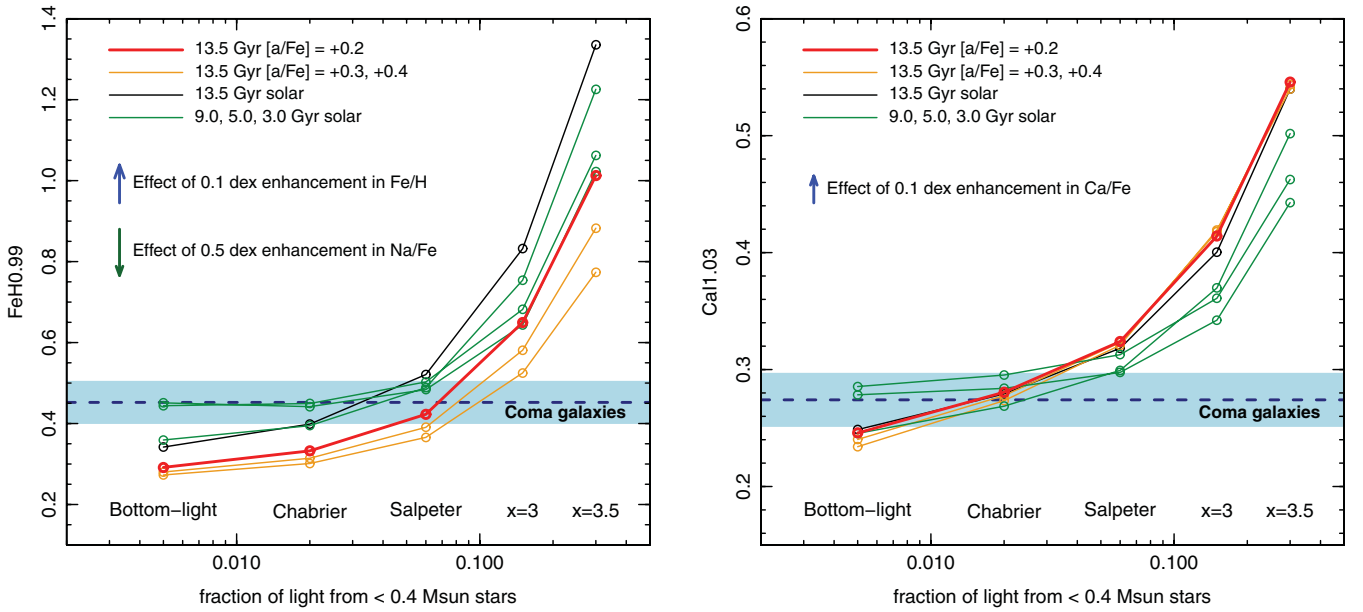 13.5 Gyr [a/Fe] = +0.2
13.5 Gyr [a/Fe] = +0.3, +0.4
13.5 Gyr solar
9.0, 5.0, 3.0 Gyr solar
Effect of 0.1 dex enhancement in Fe/H
Effect of 0.5 dex enhancement in Na/Fe
Coma galaxies
Bottom−light Chabrier Salpeter x=3 x=3.5
FeH0.99
1.4
1.2
1.0
0.8
0.6
0.4
0.2
0.010 0.100
fraction of light from < 0.4 Msun stars
13.5 Gyr [a/Fe] = +0.2
13.5 Gyr [a/Fe] = +0.3, +0.4
13.5 Gyr solar
9.0, 5.0, 3.0 Gyr solar
Effect of 0.1 dex enhancement in Ca/Fe
Coma galaxies
Bottom−light Chabrier Salpeter x=3 x=3.5
CaI1.03
0.6
0.5
0.4
0.3
0.2
0.010 0.100
fraction of light from < 0.4 Msun stars